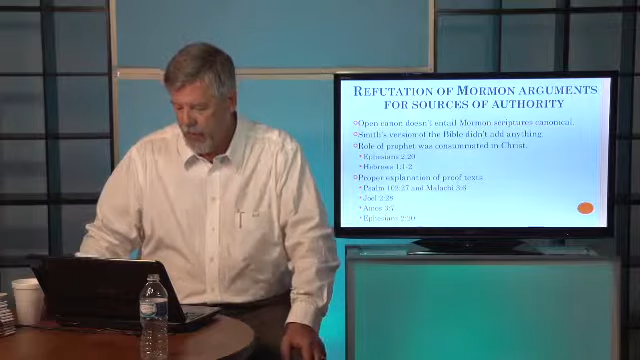 REFUTATION OF MORMON ARGUMENTS
FOR SOURCES OF AUTHORITY
Open canon doesn't entail Mormon scriptures canonical.
Smith's version of the Bible didn't add anything.
Role of prophet was consummated in Christ.
Ephesians 2:20
Hebrews 1:1-2
Proper explanation of proof texts.
Psalm 102:27 and Malachi 3:6
Joel 2:28
Amos 3:7
Ephesians 2:20